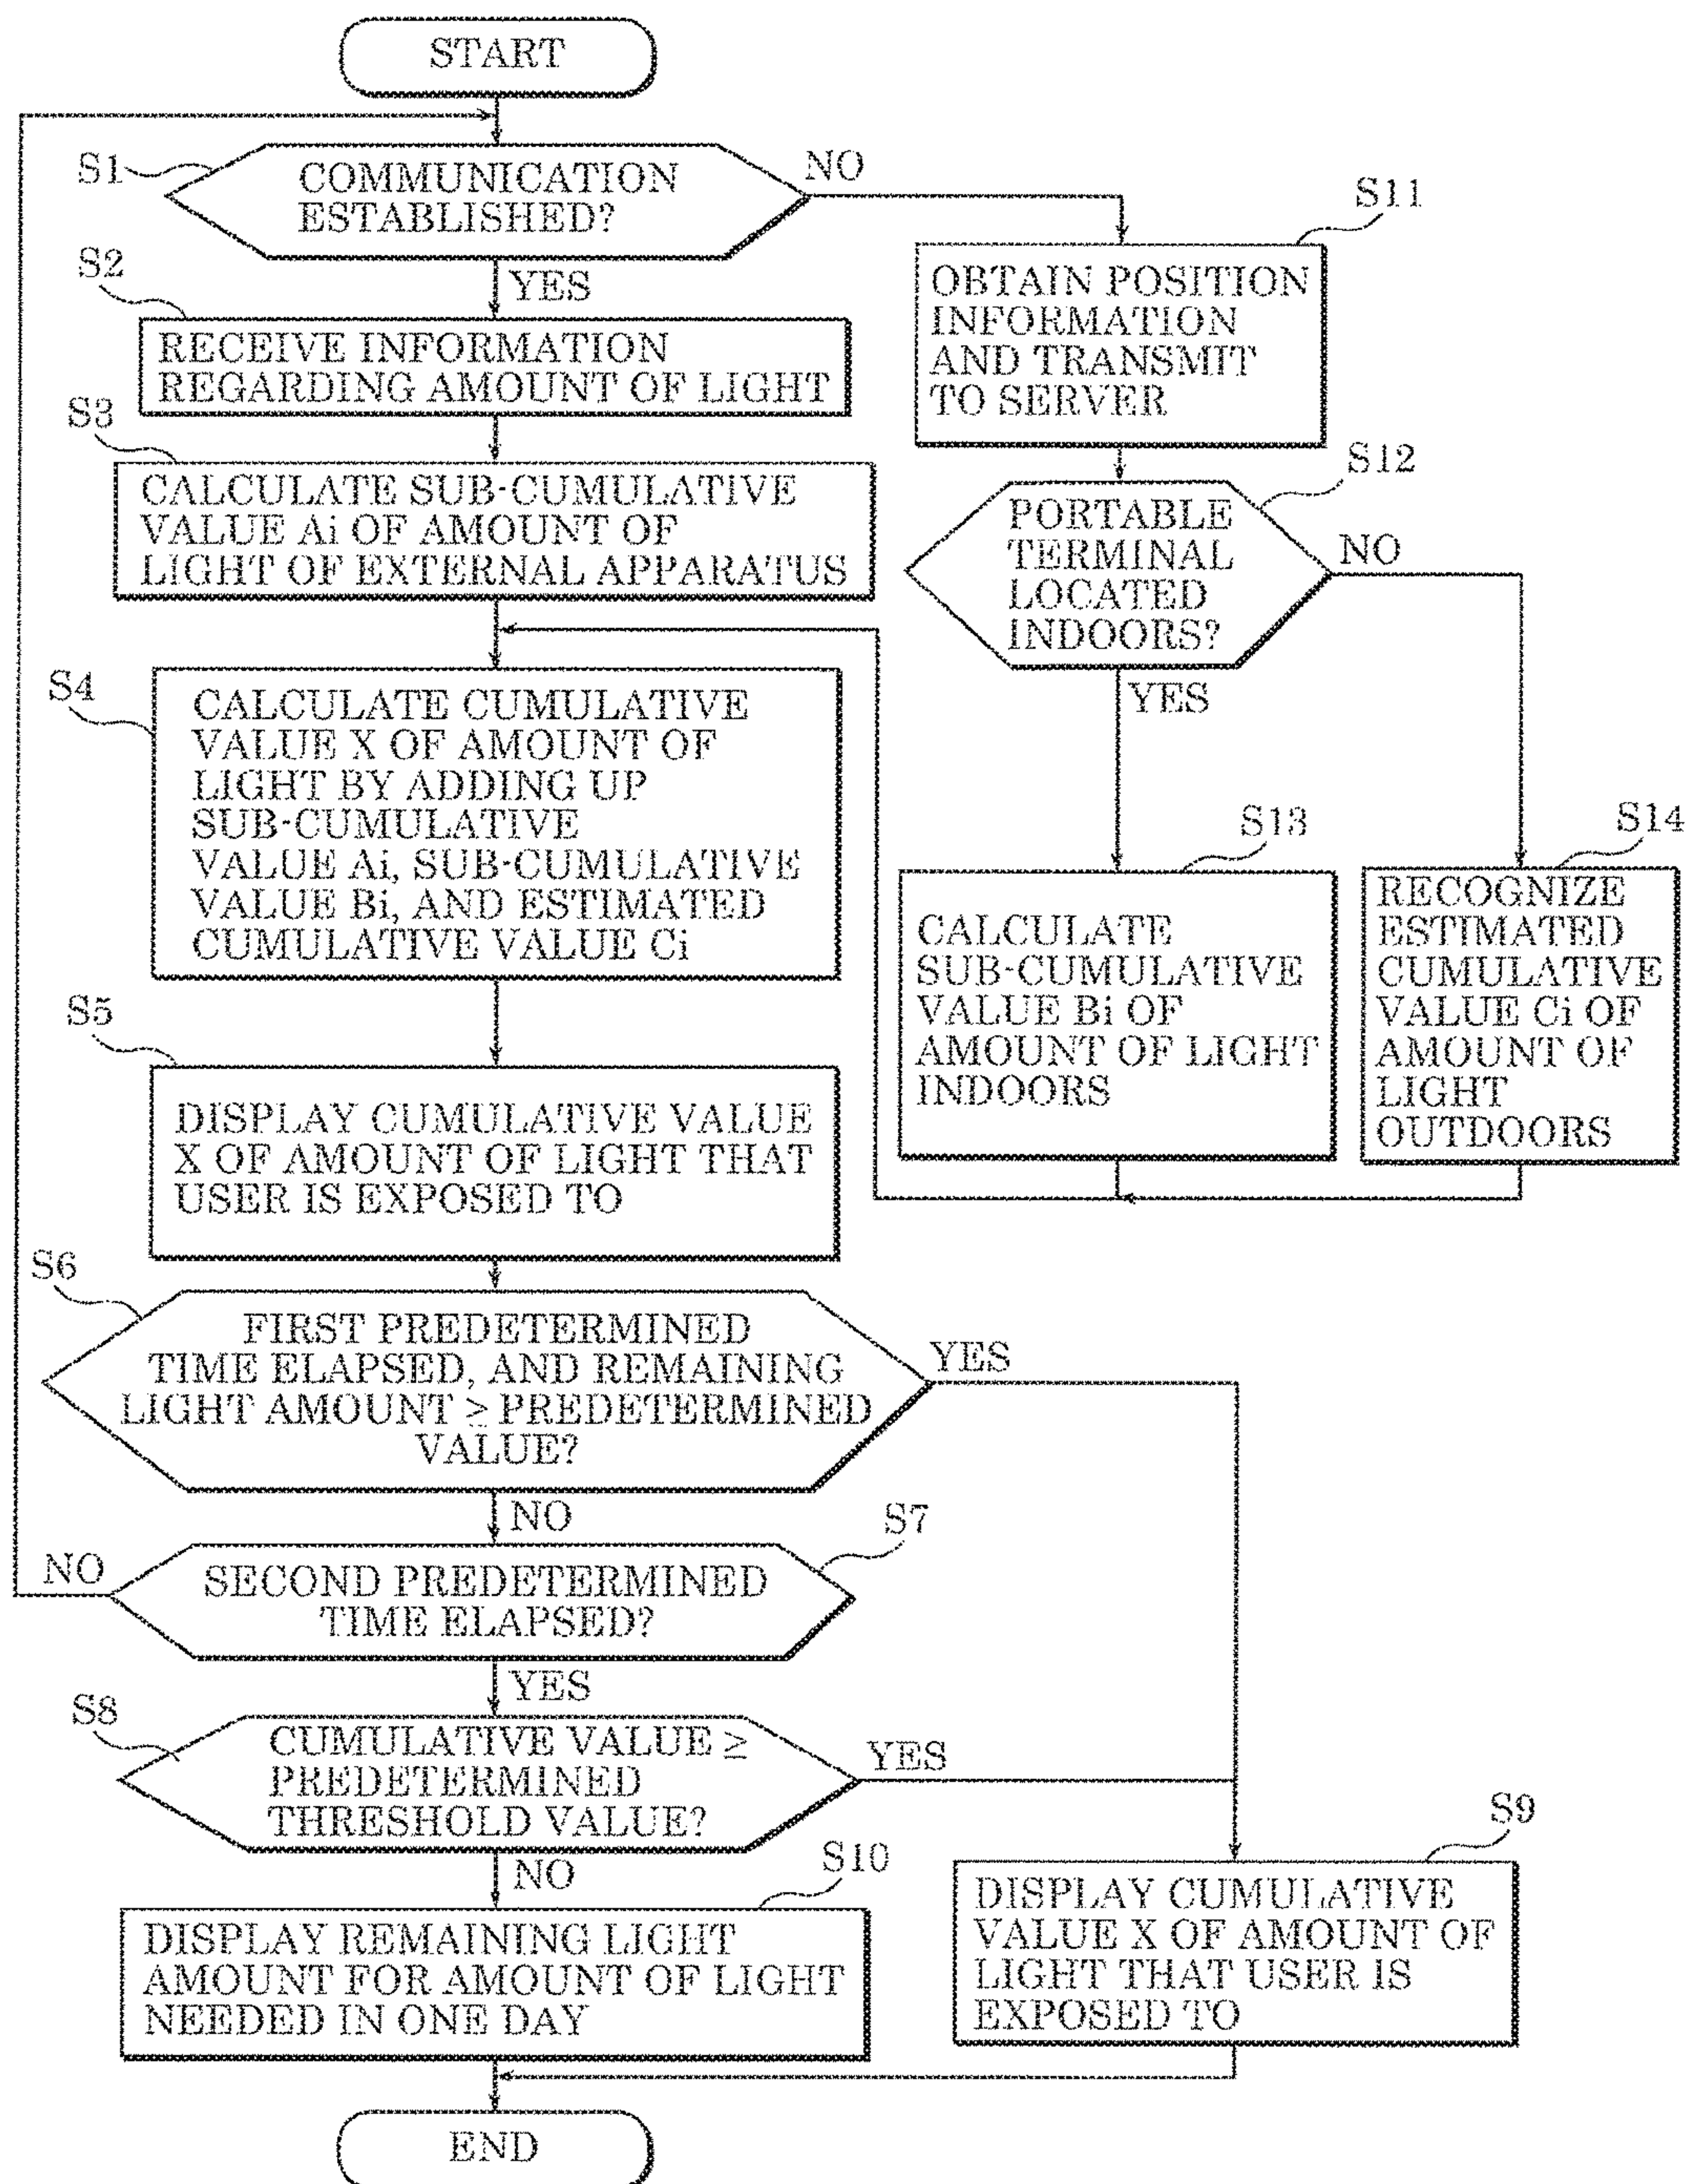 START
S1
COMMUNICATION
ESTABLISHED?
NO
YES
S2
RECEIVE INFORMATION
REGARDING AMOUNT OF LIGHT
S3
CALCULATE SUB-CUMULATIVE
VALUE Ai OF AMOUNT OF
LIGHT OF EXTERNAL APPARATUS
S4
CALCULATE CUMULATIVE
VALUE X OF AMOUNT OF
LIGHT BY ADDING UP
SUB-CUMULATIVE
VALUE Ai, SUB-CUMULATIVE
VALUE Bi, AND ESTIMATED
CUMULATIVE VALUE Ci
S5
DISPLAY CUMULATIVE VALUE
X OF AMOUNT OF LIGHT THAT
USER IS EXPOSED TO
S6
FIRST PREDETERMINED
TIME ELAPSED, AND REMAINING
LIGHT AMOUNT ≥ PREDETERMINED
VALUE?
YES
NO
S7
NO
SECOND PREDETERMINED
TIME ELAPSED?
YES
S8
CUMULATIVE VALUE ≥
PREDETERMINED
THRESHOLD VALUE?
YES
NO
S10
DISPLAY REMAINING LIGHT
AMOUNT FOR AMOUNT OF LIGHT
NEEDED IN ONE DAY
S9
DISPLAY CUMULATIVE
VALUE X OF AMOUNT OF
LIGHT THAT USER IS
EXPOSED TO
END
S11
OBTAIN POSITION
INFORMATION
AND TRANSMIT
TO SERVER
S12
PORTABLE
TERMINAL
LOCATED
INDOORS?
NO
YES
S13
CALCULATE
SUB-CUMULATIVE
VALUE Bi OF
AMOUNT OF LIGHT
INDOORS
S14
RECOGNIZE
ESTIMATED
CUMULATIVE
VALUE Ci OF
AMOUNT OF
LIGHT
OUTDOORS